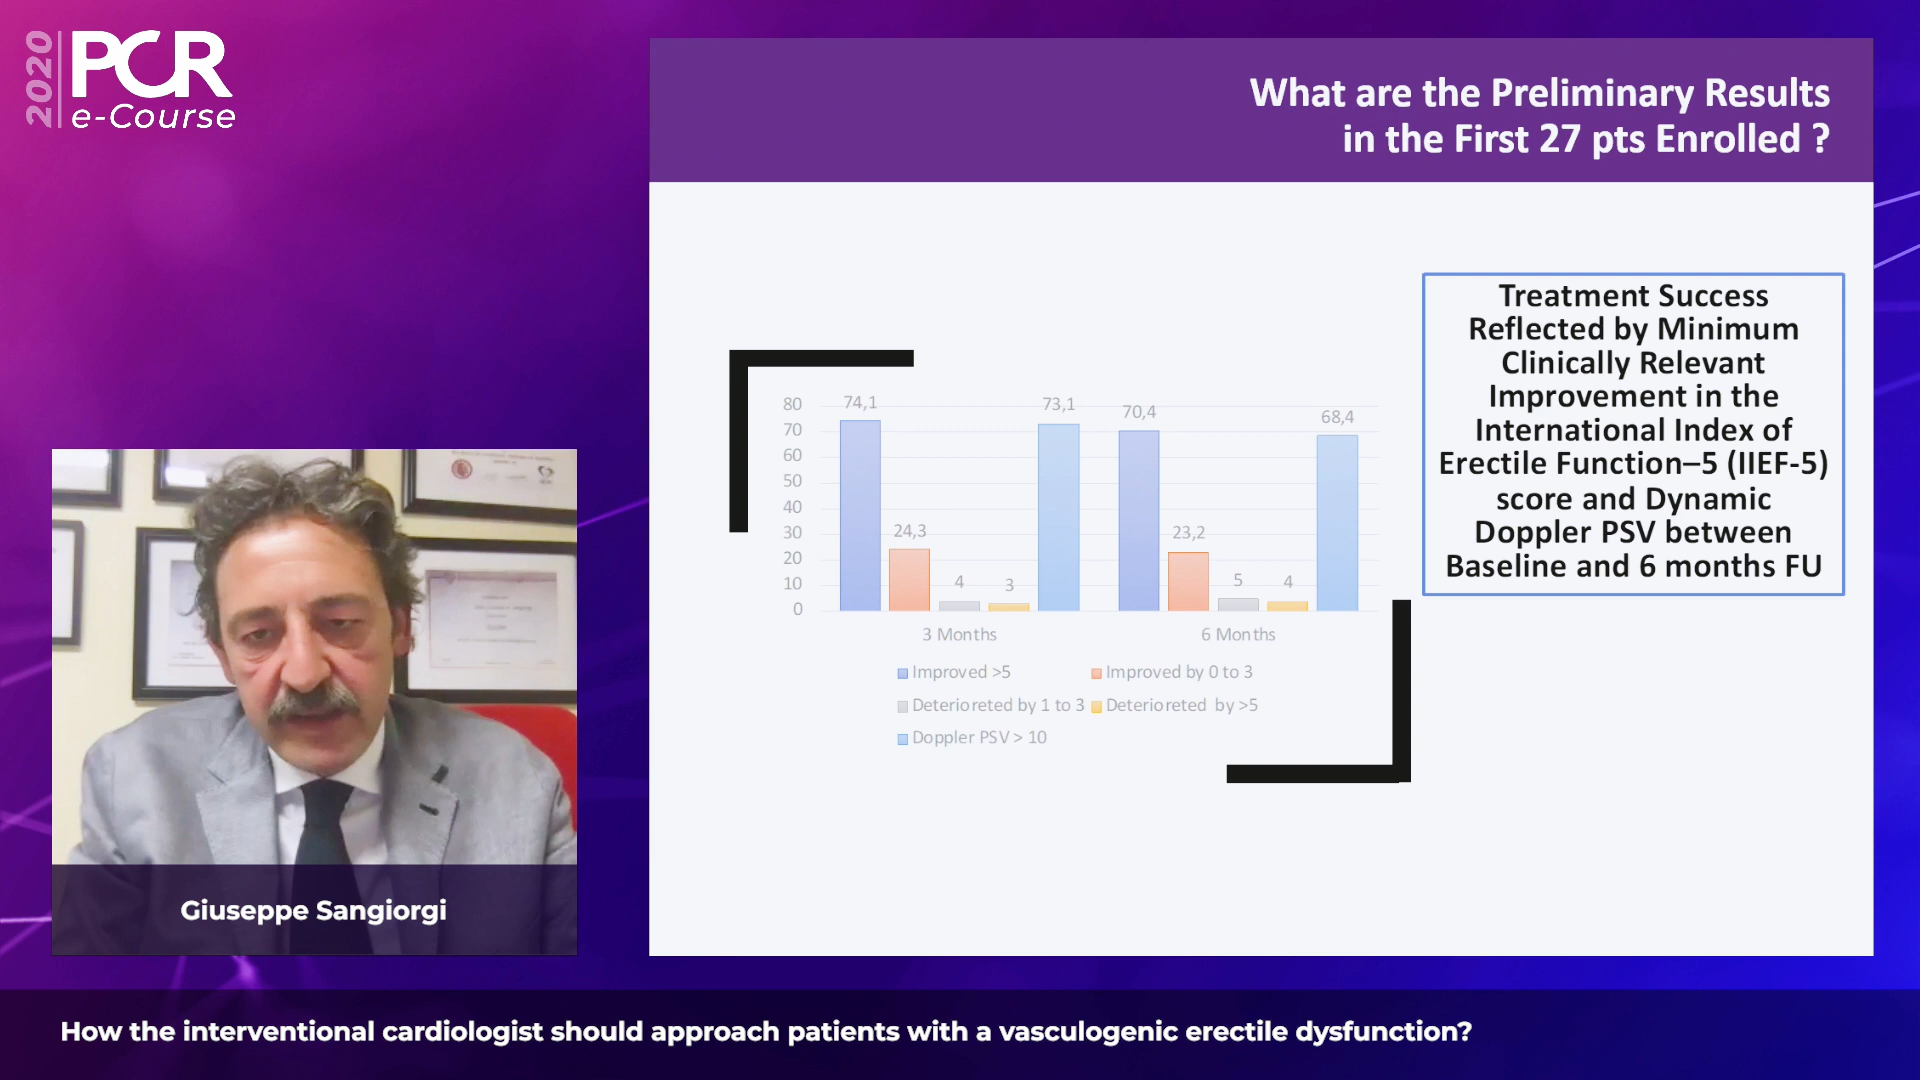 2020
PCR
e-Course
What are the Preliminary Results
in the First 27 pts Enrolled ?
Treatment Success
Reflected by Minimum
Clinically Relevant
Improvement in the
International Index of
Erectile Function–5 (IIEF-5)
score and Dynamic
Doppler PSV between
Baseline and 6 months FU
80
70
60
50
40
30
20
10
0
74,1
24,3
4
3
73,1
70,4
23,2
5
4
68,4
3 Months
6 Months
Improved >5
Improved by 0 to 3
Deterioreted by 1 to 3
Deterioreted by >5
Doppler PSV > 10
Giuseppe Sangiorgi
How the interventional cardiologist should approach patients with a vasculogenic erectile dysfunction?